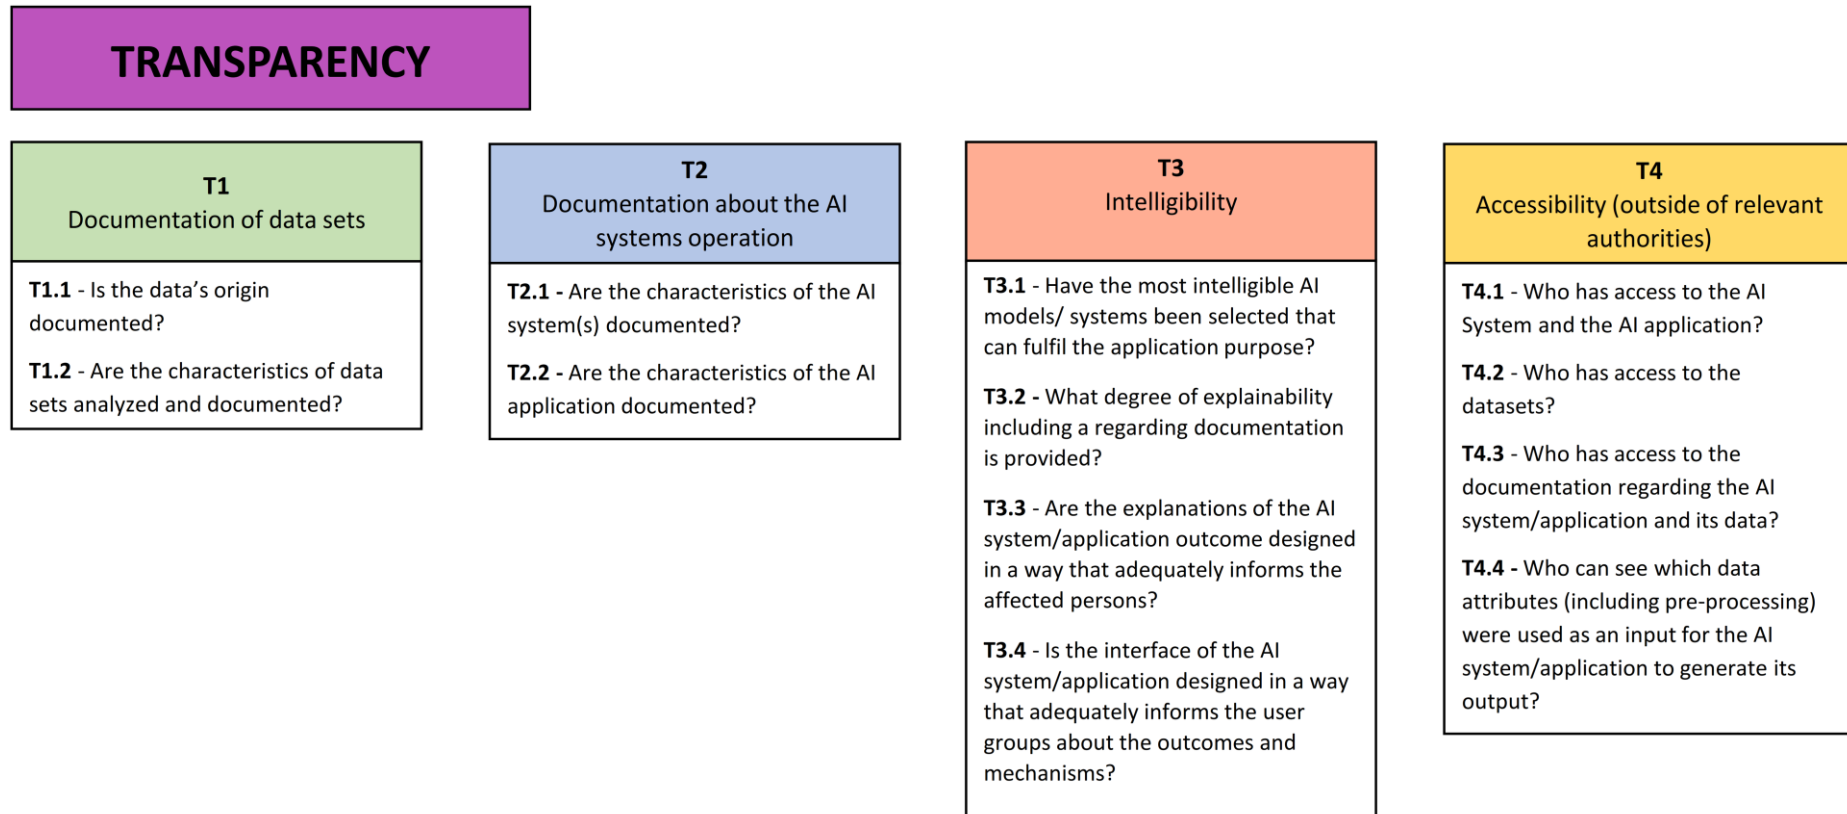 TRANSPARENCY
T1
Documentation of data sets
T1.1 - Is the data’s origin
documented?
T1.2 - Are the characteristics of data
sets analyzed and documented?
T2
Documentation about the AI
systems operation
T2.1 - Are the characteristics of the AI
system(s) documented?
T2.2 - Are the characteristics of the AI
application documented?
T3
Intelligibility
T3.1 - Have the most intelligible AI
models/ systems been selected that
can fulfil the application purpose?
T3.2 - What degree of explainability
including a regarding documentation
is provided?
T3.3 - Are the explanations of the AI
system/application outcome designed
in a way that adequately informs the
affected persons?
T3.4 - Is the interface of the AI
system/application designed in a way
that adequately informs the user
groups about the outcomes and
mechanisms?
T4
Accessibility (outside of relevant
authorities)
T4.1 - Who has access to the AI
System and the AI application?
T4.2 - Who has access to the
datasets?
T4.3 - Who has access to the
documentation regarding the AI
system/application and its data?
T4.4 - Who can see which data
attributes (including pre-processing)
were used as an input for the AI
system/application to generate its
output?